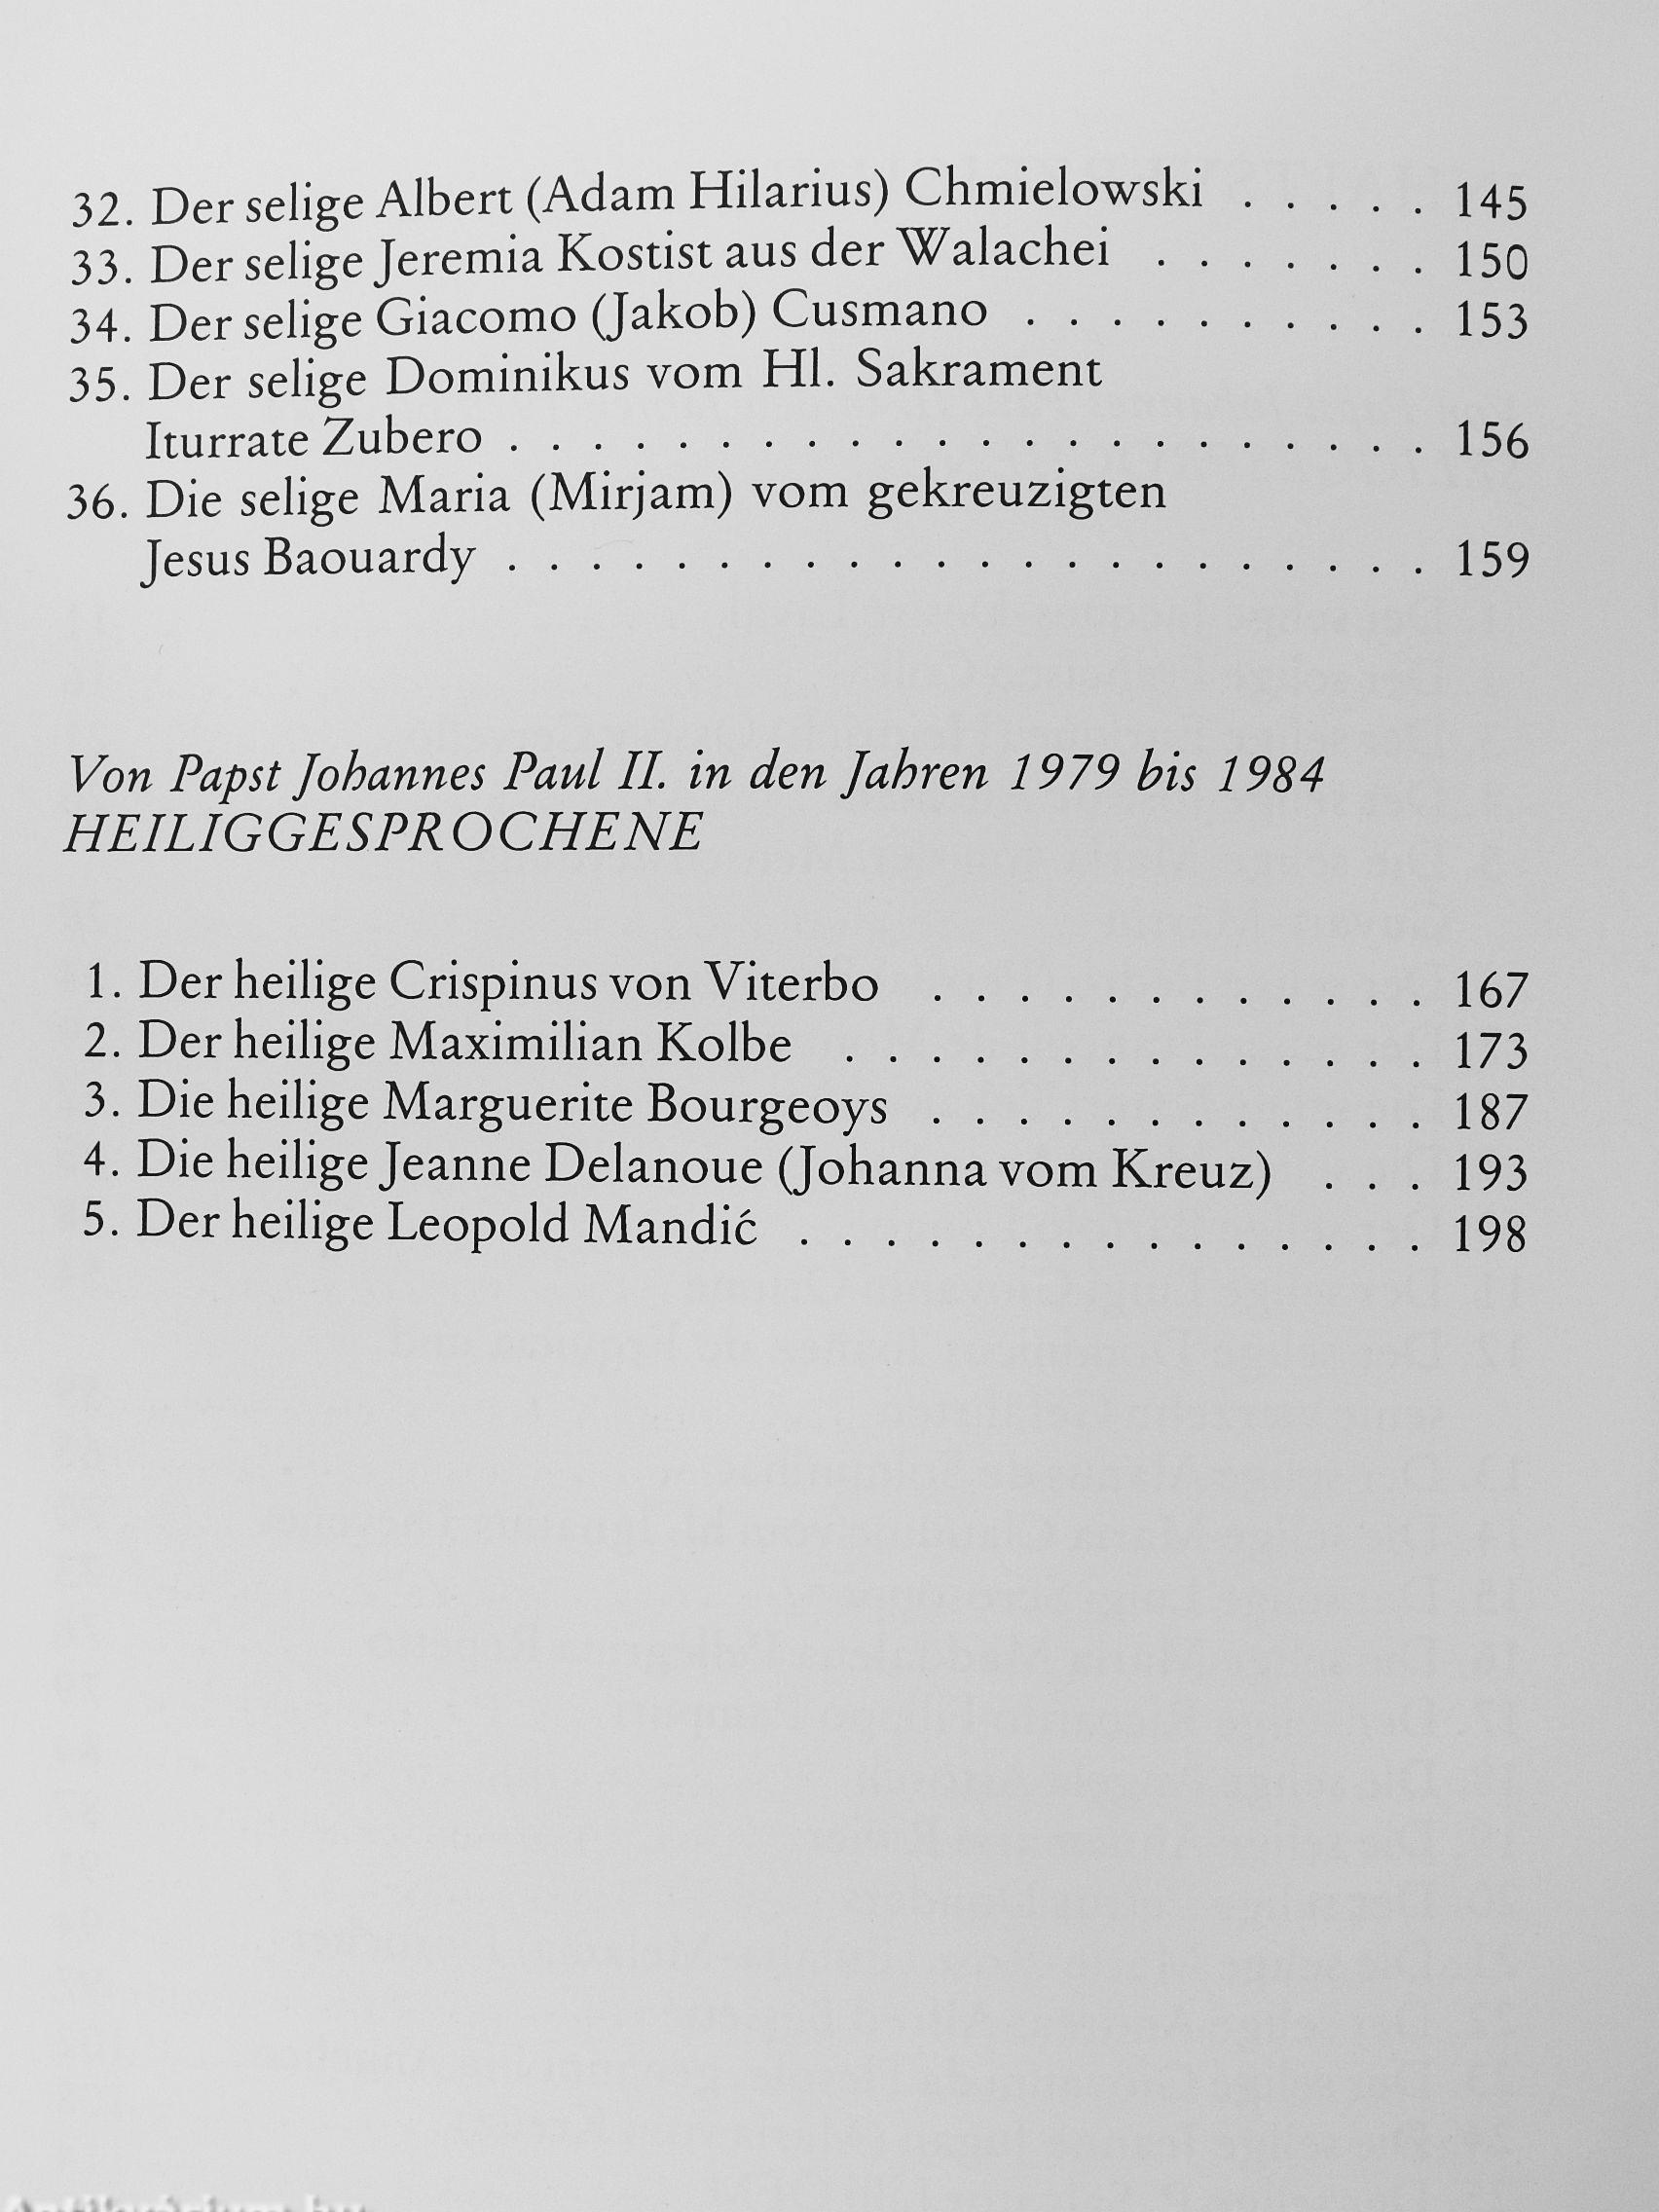 32. Der selige Albert (Adam Hilarius) Chmielowski . . . . . 145
33. Der selige Jeremia Kostist aus der Walachei . . . . . . . 150
34. Der selige Giacomo (Jakob) Cusmano . . . . . . . . . . 153
35. Der selige Dominikus vom Hl. Sakrament
Iturrate Zubero . . . . . . . . . . . . . . . . . . . . . . 156
36. Die selige Maria (Mirjam) vom gekreuzigten
Jesus Baouardy . . . . . . . . . . . . . . . . . . . . . . 159
Von Papst Johannes Paul II. in den Jahren 1979 bis 1984
HEILIGGESPROCHENE
1. Der heilige Crispinus von Viterbo . . . . . . . . . . . . 167
2. Der heilige Maximilian Kolbe . . . . . . . . . . . . . . 173
3. Die heilige Marguerite Bourgeoys . . . . . . . . . . . . 187
4. Die heilige Jeanne Delanoue (Johanna vom Kreuz) . . . 193
5. Der heilige Leopold Mandić . . . . . . . . . . . . . . . 198